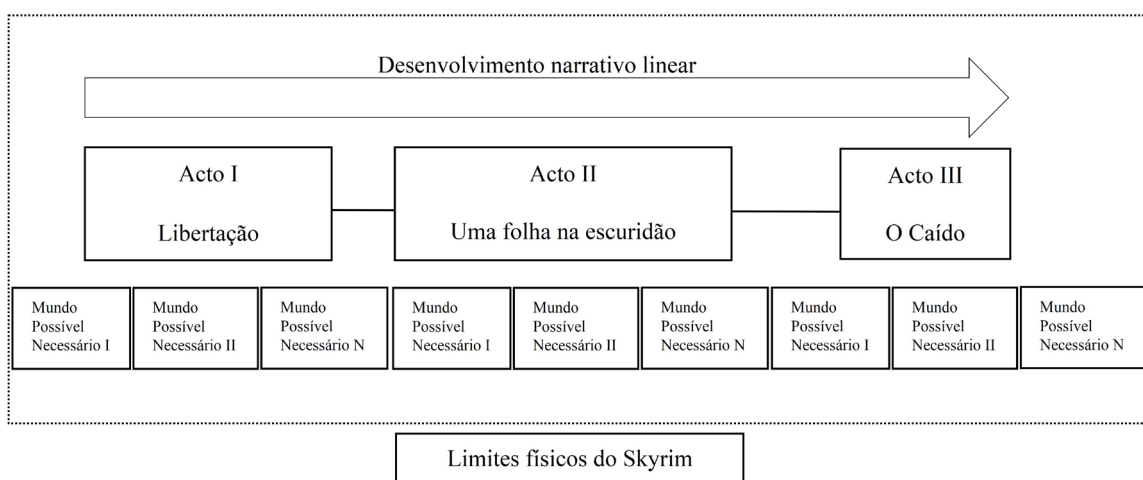 Desenvolvimento narrativo linear
Acto I
Libertação
Acto II
Uma folha na escuridão
Acto III
O Caído
Mundo
Possível
Necessário I
Mundo
Possível
Necessário II
Mundo
Possível
Necessário N
Mundo
Possível
Necessário I
Mundo
Possível
Necessário II
Mundo
Possível
Necessário N
Mundo
Possível
Necessário I
Mundo
Possível
Necessário II
Mundo
Possível
Necessário N
Limites físicos do Skyrim